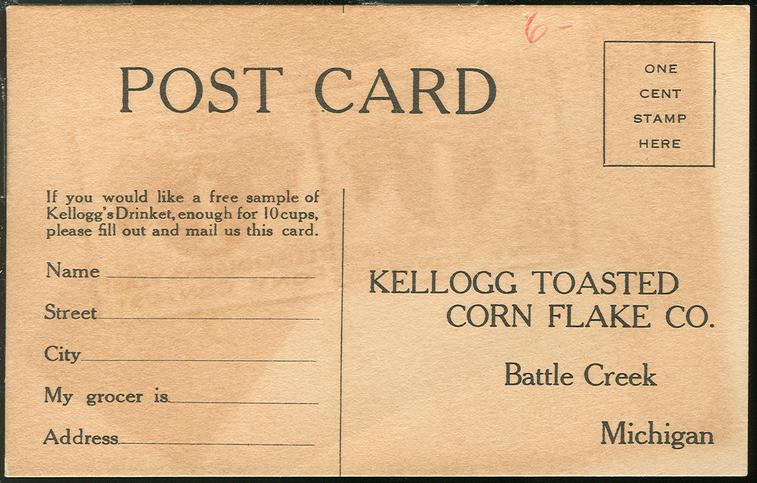 6-
POST CARD
ONE
CENT
STAMP
HERE
If you would like a free sample of
Kellogg's Drinket, enough for 10 cups,
please fill out and mail us this card.
Name
Street
City
My grocer is
Address
KELLOGG TOASTED
CORN FLAKE CO.
Battle Creek
Michigan